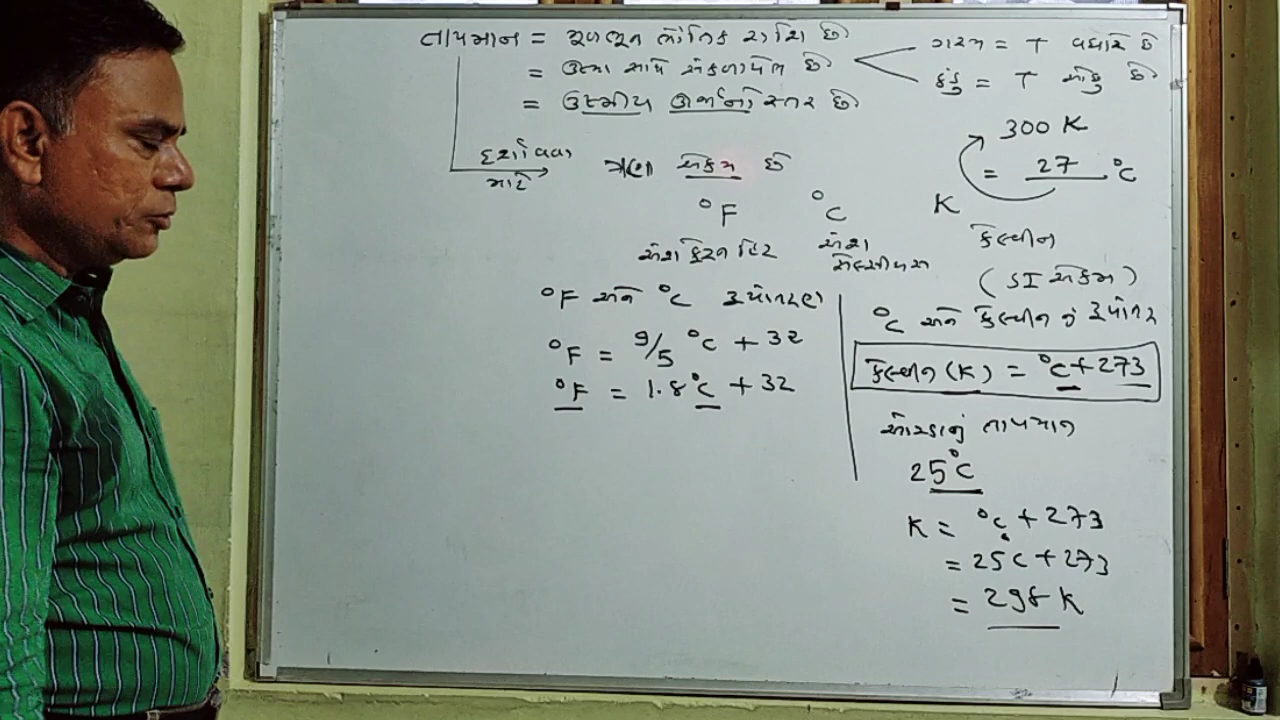 તાપમાન = મૂળભૂત ભૌતિક રાશિ છે
= ઉષ્મા સાથે સંકળાયેલ છે
= ઉષ્મીય ઊર્જાનો સ્તર છે
ગરમ = T વધારે છે
ઠંડુ = T ઓછુ છે
300 K
= 27 °C
દર્શાવવા
માટે
ત્રણ એકમ છે
°F °C K
અંશ ફેરનહિટ
અંશ
સેલ્સીયસ
કેલ્વીન
(SI એકમ)
°F અને °C રૂપાંતરણ
°F = 9/5 °C + 32
°F = 1.8°C + 32
°C અને કેલ્વીન નું રૂપાંતર
કેલ્વીન (K) = °C + 273
ઓરડાનું તાપમાન
25°C
K = °C + 273
= 25°C + 273
= 298 K